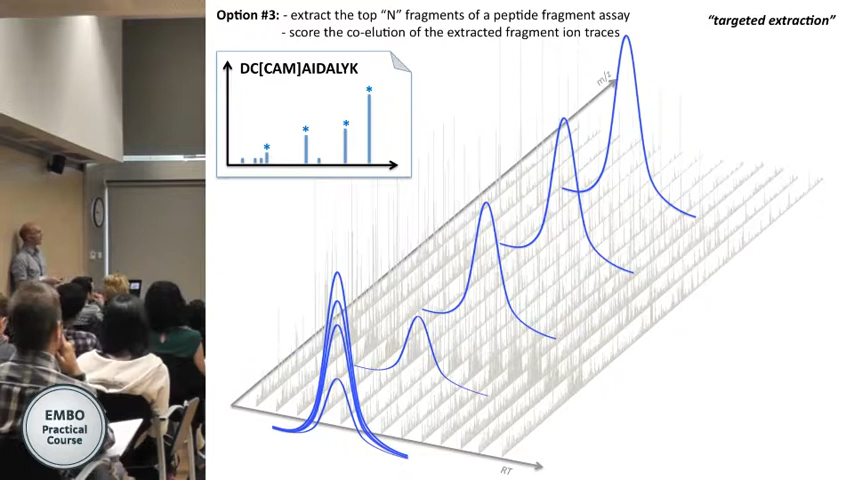 Option #3: - extract the top “N” fragments of a peptide fragment assay
- score the co-elution of the extracted fragment ion traces
“targeted extraction”
DC[CAM]AIDALYK
* * * *
m/z
RT
EMBO
Practical
Course